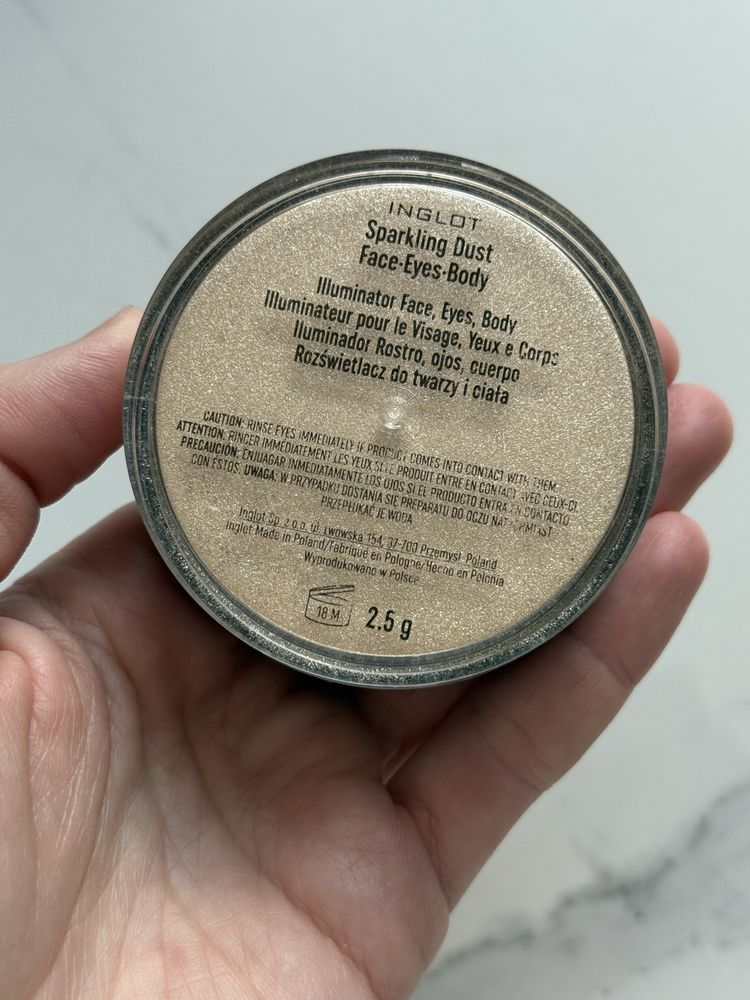 INGLOT
Sparkling Dust
Face·Eyes·Body
Illuminator Face, Eyes, Body
Illuminateur pour le Visage, Yeux e Corps
Iluminador Rostro, ojos, cuerpo
Rozświetlacz do twarzy i ciała
CAUTION: RINSE EYES IMMEDIATELY IF PRODUCT COMES INTO CONTACT WITH THEM.
ATTENTION: RINCER IMMÉDIATEMENT LES YEUX SI LE PRODUIT ENTRE EN CONTACT AVEC CEUX-CI.
PRECAUCIÓN: ENJUAGAR INMEDIATAMENTE LOS OJOS SI EL PRODUCTO ENTRA EN CONTACTO
CON ÉSTOS. UWAGA: W PRZYPADKU DOSTANIA SIĘ PREPARATU DO OCZU NATYCHMIAST
PRZEPŁUKAĆ JE WODĄ
Inglot Sp. z o.o. ul. Lwowska 154, 37-700 Przemyśl, Poland
Inglot Made in Poland/Fabriqué en Pologne/Hecho en Polonia
Wyprodukowano w Polsce
18 M 2.5 g